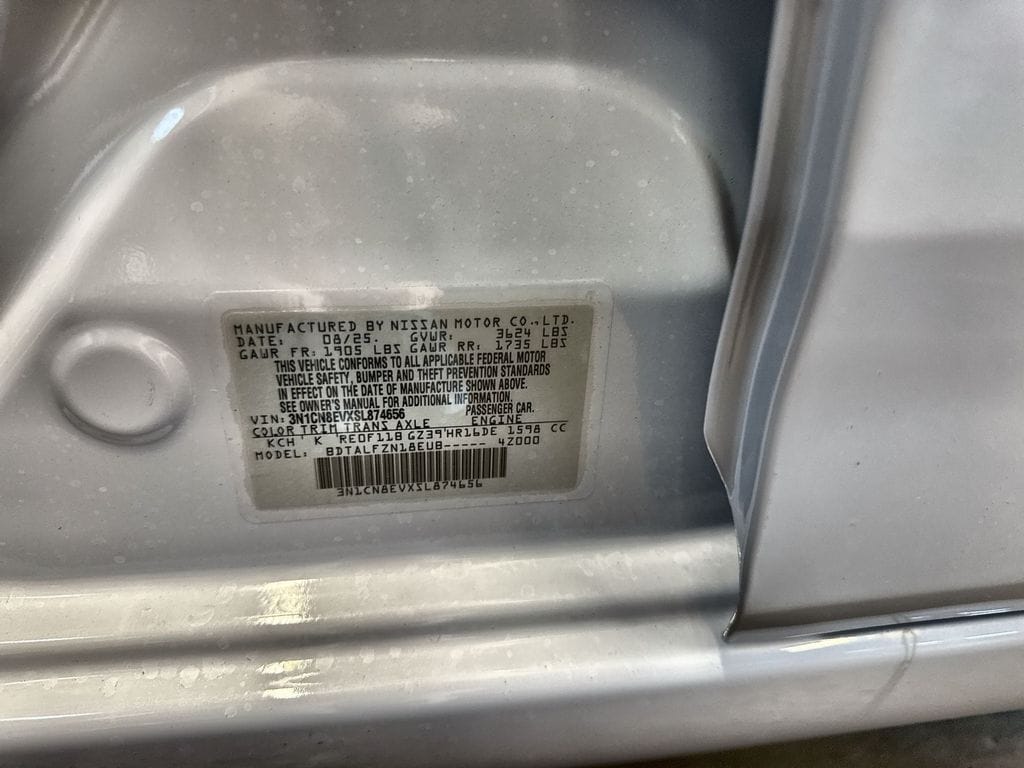 MANUFACTURED BY NISSAN MOTOR CO.,LTD.
DATE: 08/25. GVWR: 3624 LBS
GAWR FR: 1905 LBS GAWR RR: 1735 LBS
THIS VEHICLE CONFORMS TO ALL APPLICABLE FEDERAL MOTOR
VEHICLE SAFETY, BUMPER AND THEFT PREVENTION STANDARDS
IN EFFECT ON THE DATE OF MANUFACTURE SHOWN ABOVE.
SEE OWNER'S MANUAL FOR ADDITIONAL INFORMATION.
VIN: 3N1CN8EVXSL874656 PASSENGER CAR.
COLOR TRIM TRANS AXLE ENGINE
KCH K RE0F11B GZ39 HR16DE 1598 CC
MODEL: BDTALFZN18EUB----- 4Z000
3N1CN8EVXSL874656